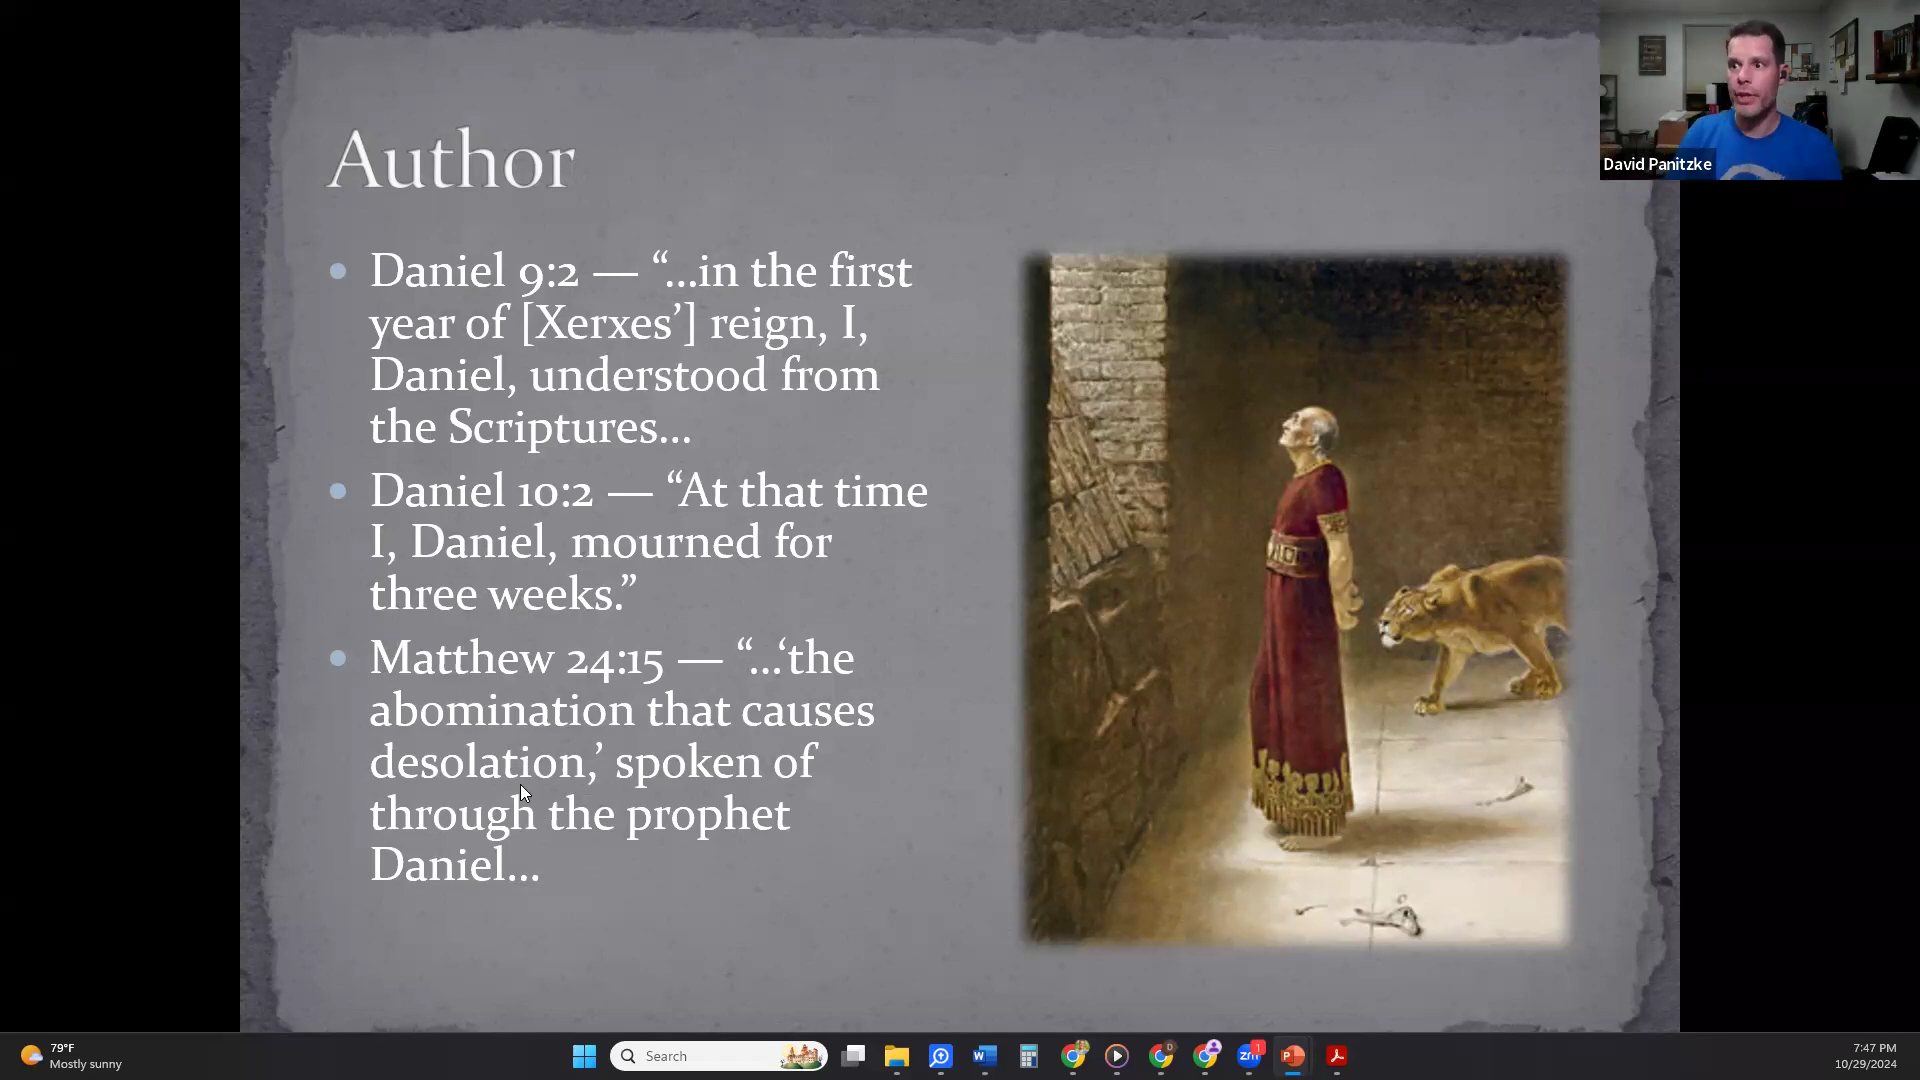 Author
Daniel 9:2 — “…in the first
year of [Xerxes’] reign, I,
Daniel, understood from
the Scriptures…
Daniel 10:2 — “At that time
I, Daniel, mourned for
three weeks.”
Matthew 24:15 — “…‘the
abomination that causes
desolation,’ spoken of
through the prophet
Daniel…
David Panitzke
79°F
Mostly sunny
Search
W
D
zm
1
P
7:47 PM
10/29/2024